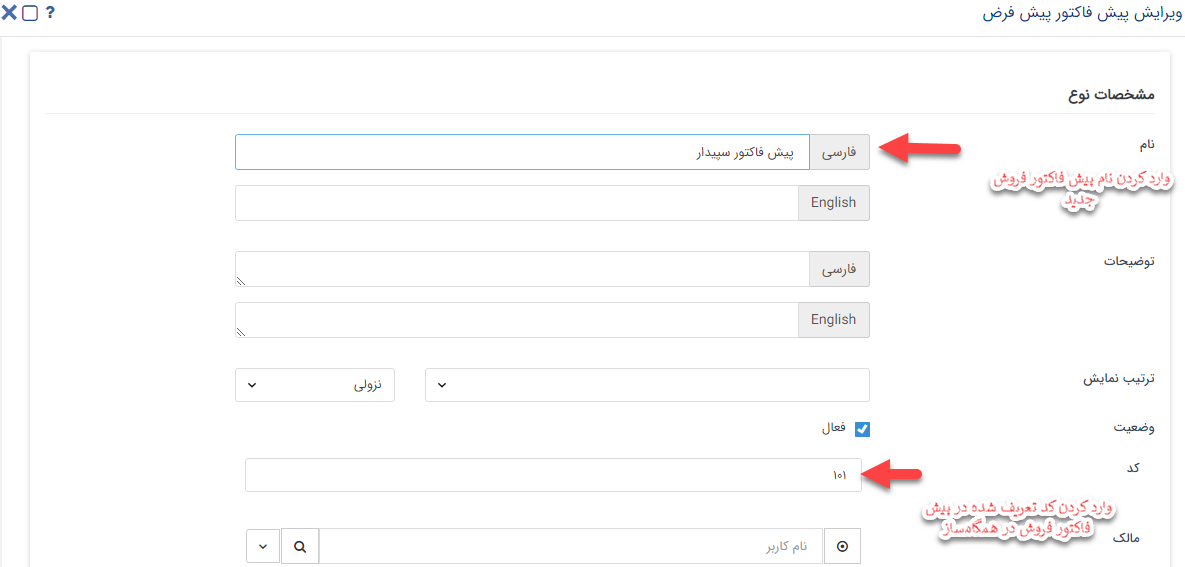 ویرایش پیش فاکتور پیش فرض
?
مشخصات نوع
نام
فارسی
پیش فاکتور سپیدار
وارد کردن نام پیش فاکتور فروش
جدید
English
توضیحات
فارسی
English
ترتیب نمایش
نزولی
وضعیت
فعال
کد
۱۰۱
وارد کردن کد تعریف شده در پیش
فاکتور فروش در همگام‌ساز
مالک
نام کاربر